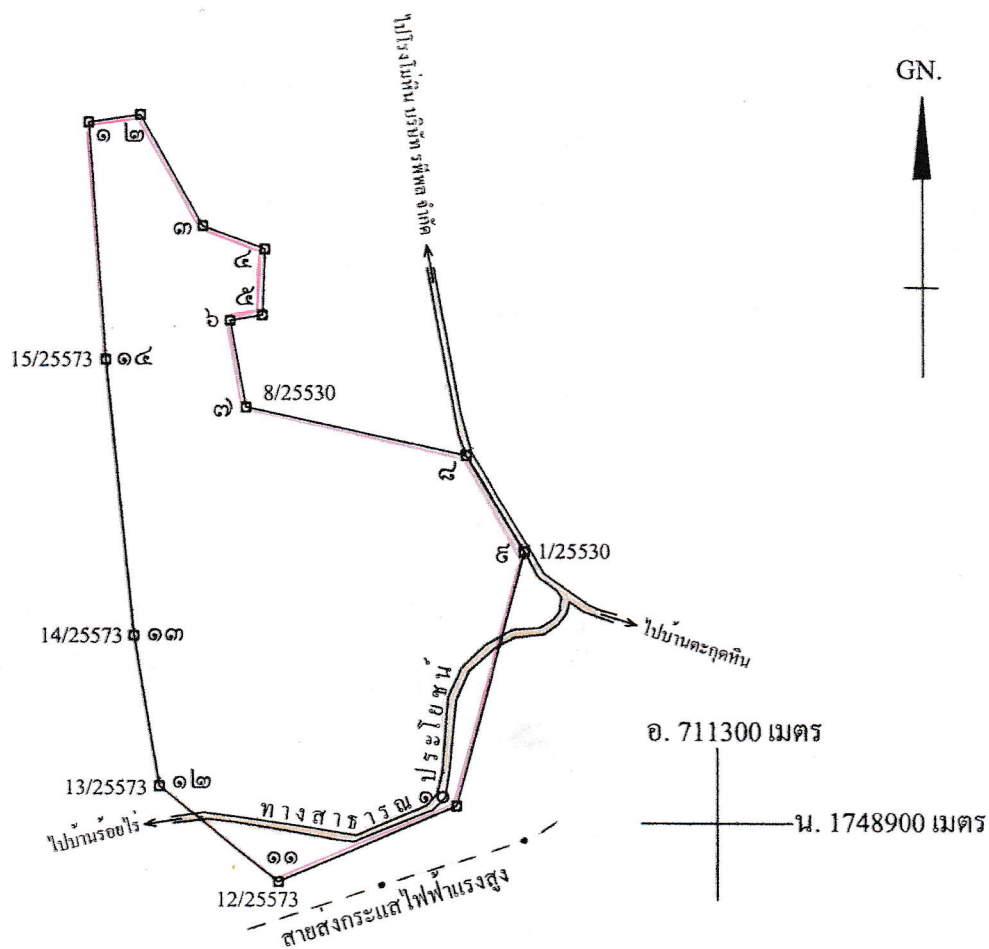 GN.
ไปโรงโม่หิน บริษัท รพีพล จำกัด
๑ ๒
๓
๔
๕
๖
15/25573 ๑๔
8/25530
๗
๘
๙ 1/25530
14/25573 ๑๓
ไปบ้านตะกุดหิน
อ. 711300 เมตร
13/25573 ๑๒
ทางสาธารณประโยชน์
๑๐
น. 1748900 เมตร
ไปบ้านร้อยไร่
๑๑
12/25573
สายส่งกระแสไฟฟ้าแรงสูง